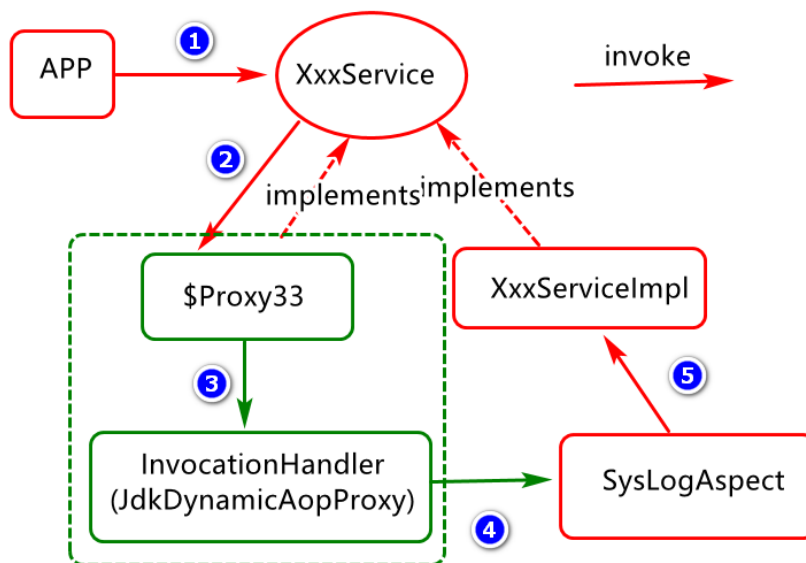 1
APP
XxxService
invoke
2
implements
implements
$Proxy33
XxxServiceImpl
3
5
InvocationHandler
(JdkDynamicAopProxy)
SysLogAspect
4